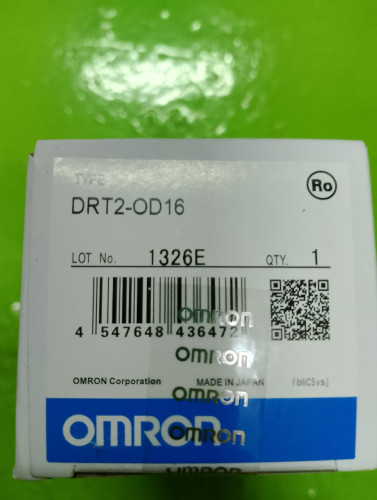 TYPE
Ro
DRT2-OD16
LOT No. 1326E QTY. 1
4 547648 436472
OMRON
OMRON
OMRON Corporation MADE IN JAPAN
OMRON
OMRON
OMRON
OMRON